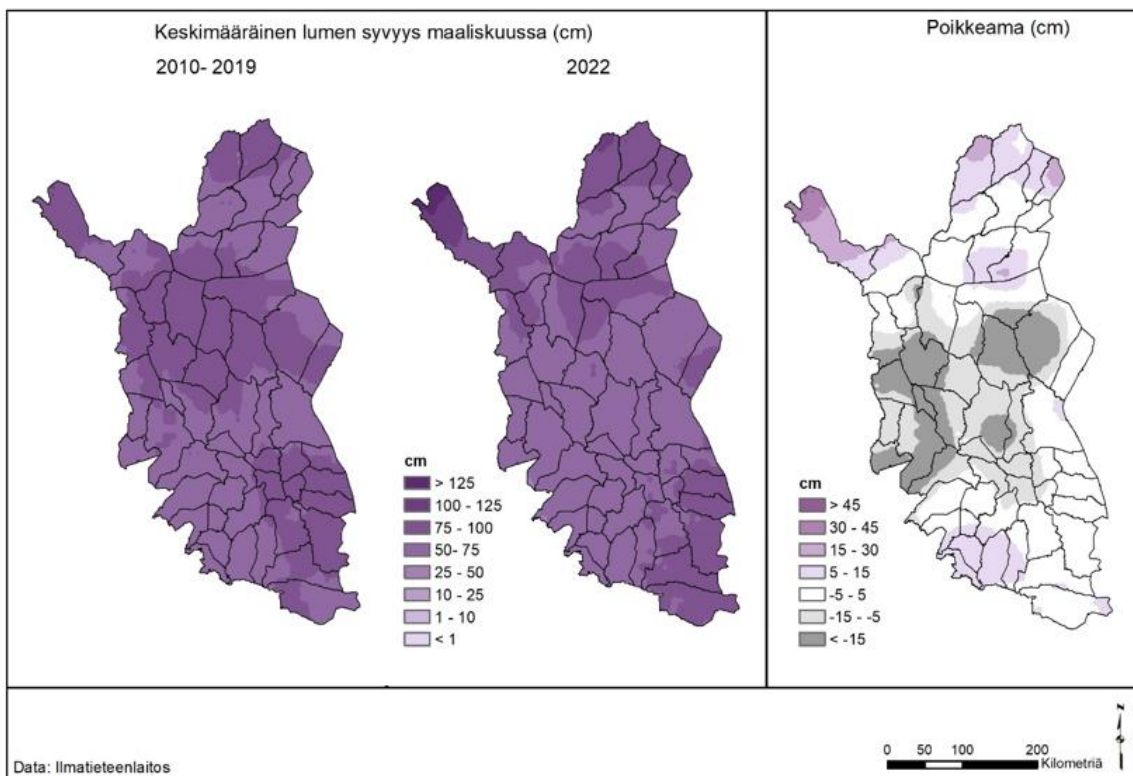 Keskimääräinen lumen syvyys maaliskuussa (cm)
2010- 2019
2022
cm
> 125
100 - 125
75 - 100
50- 75
25 - 50
10 - 25
1 - 10
< 1
Poikkeama (cm)
cm
> 45
30 - 45
15 - 30
5 - 15
-5 - 5
-15 - -5
< -15
Data: Ilmatieteenlaitos
0 50 100 200
Kilometriä
N